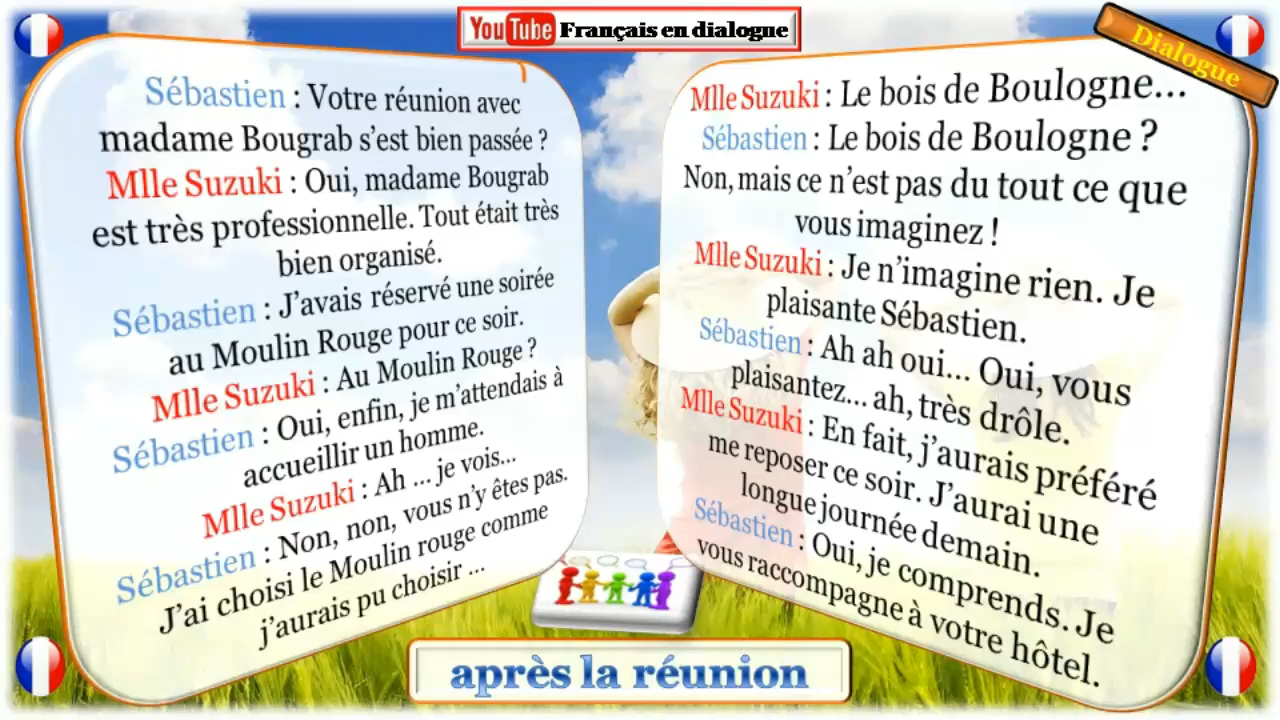 YouTube Français en dialogue
Dialogue
Sébastien : Votre réunion avec
madame Bougrab s’est bien passée ?
Mlle Suzuki : Oui, madame Bougrab
est très professionnelle. Tout était très
bien organisé.
Sébastien : J’avais réservé une soirée
au Moulin Rouge pour ce soir.
Mlle Suzuki : Au Moulin Rouge ?
Sébastien : Oui, enfin, je m’attendais à
accueillir un homme.
Mlle Suzuki : Ah ... je vois...
Sébastien : Non, non, vous n’y êtes pas.
J’ai choisi le Moulin rouge comme
j’aurais pu choisir ...
Mlle Suzuki : Le bois de Boulogne...
Sébastien : Le bois de Boulogne ?
Non, mais ce n’est pas du tout ce que
vous imaginez !
Mlle Suzuki : Je n’imagine rien. Je
plaisante Sébastien.
Sébastien : Ah ah oui... Oui, vous
plaisantez... ah, très drôle.
Mlle Suzuki : En fait, j’aurais préféré
me reposer ce soir. J’aurai une
longue journée demain.
Sébastien : Oui, je comprends. Je
vous raccompagne à votre hôtel.
après la réunion